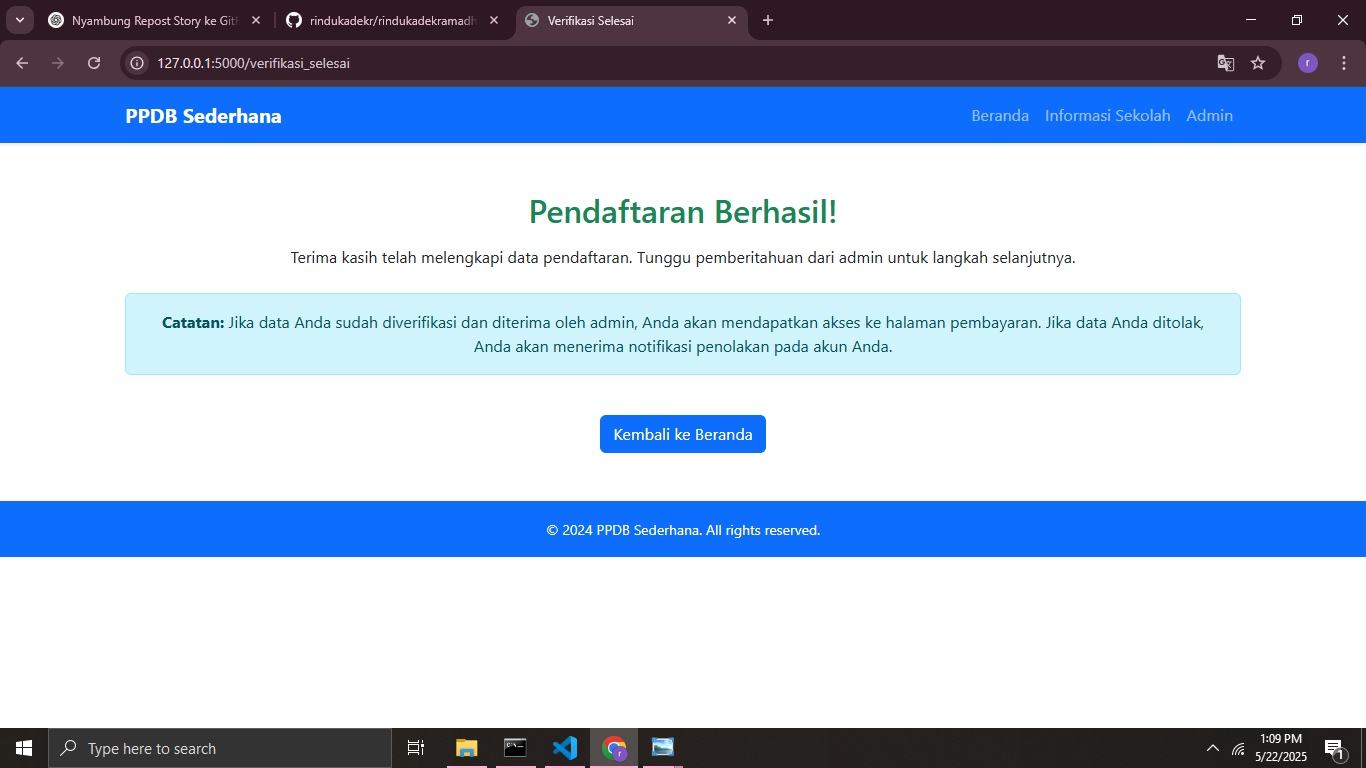 Nyambung Repost Story ke Git
rindukadekr/rindukadekramadh
Verifikasi Selesai
127.0.0.1:5000/verifikasi_selesai
r
PPDB Sederhana
Beranda
Informasi Sekolah
Admin
Pendaftaran Berhasil!
Terima kasih telah melengkapi data pendaftaran. Tunggu pemberitahuan dari admin untuk langkah selanjutnya.
Catatan: Jika data Anda sudah diverifikasi dan diterima oleh admin, Anda akan mendapatkan akses ke halaman pembayaran. Jika data Anda ditolak,
Anda akan menerima notifikasi penolakan pada akun Anda.
Kembali ke Beranda
© 2024 PPDB Sederhana. All rights reserved.
Type here to search
r
1:09 PM
5/22/2025
1